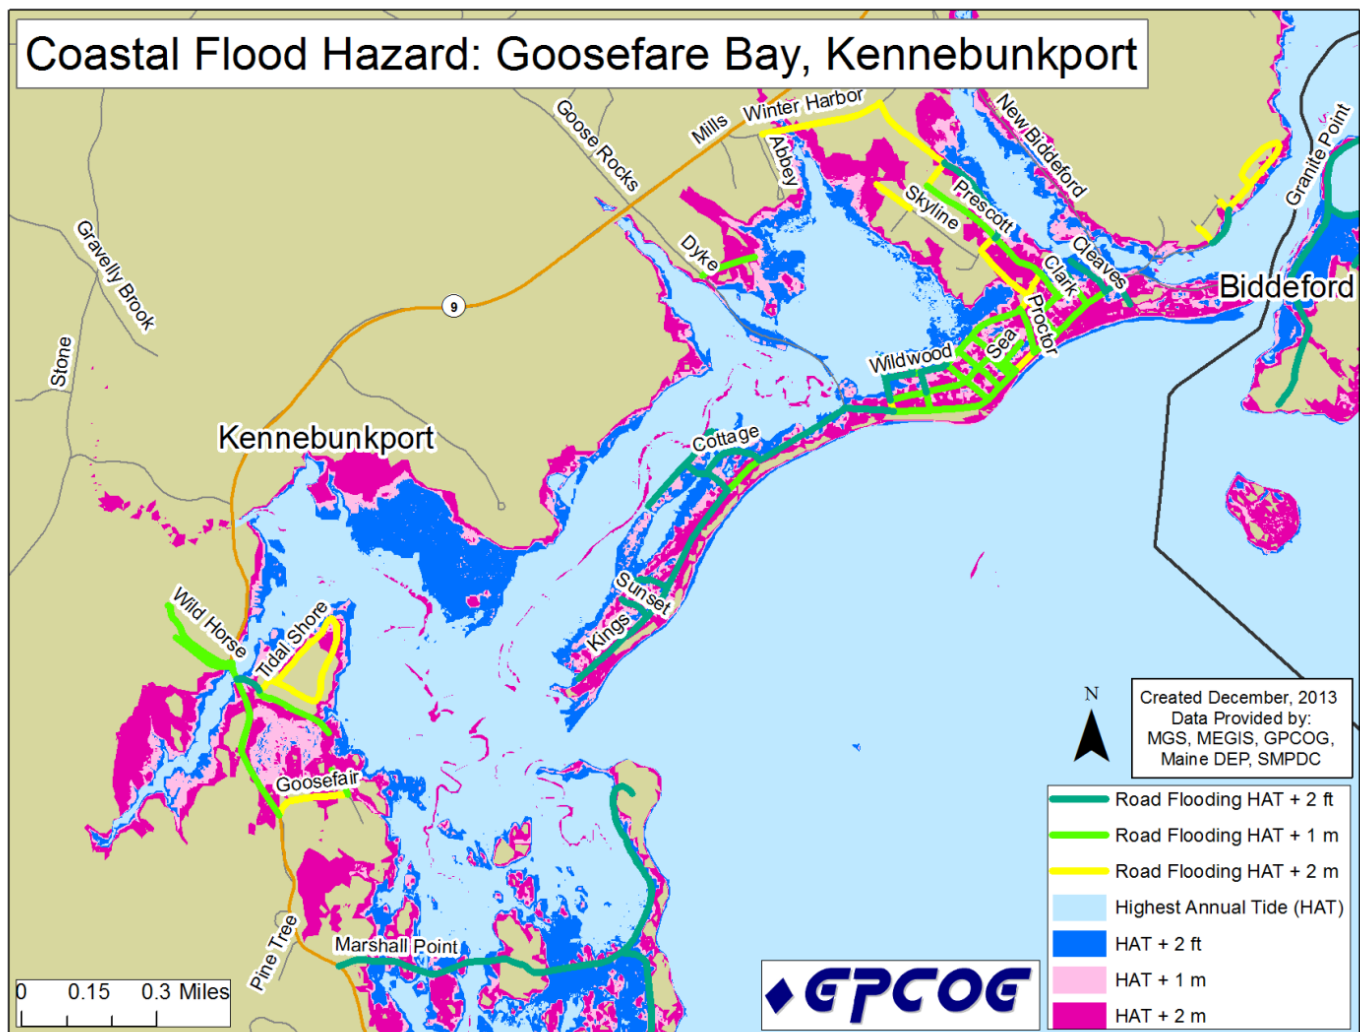 Coastal Flood Hazard: Goosefare Bay, Kennebunkport
Goose Rocks
Mills
Winter Harbor
Abbey
New Biddeford
Granite Point
Gravelly Brook
Stone
Dyke
Skyline
Prescott
Clark
Cleaves
Biddeford
9
Proctor
Sea
Wildwood
Kennebunkport
Cottage
Sunset
Kings
Wild Horse
Tidal Shore
Goosefair
Pine Tree
Marshall Point
N
Created December, 2013
Data Provided by:
MGS, MEGIS, GPCOG,
Maine DEP, SMPDC
Road Flooding HAT + 2 ft
Road Flooding HAT + 1 m
Road Flooding HAT + 2 m
Highest Annual Tide (HAT)
HAT + 2 ft
HAT + 1 m
HAT + 2 m
0 0.15 0.3 Miles
GPCOG